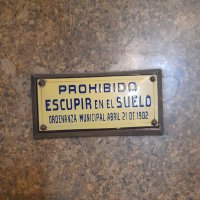 PROHIBIDO
ESCUPIR EN EL SUELO
ORDENANZA MUNICIPAL ABRIL 21 DE 1902